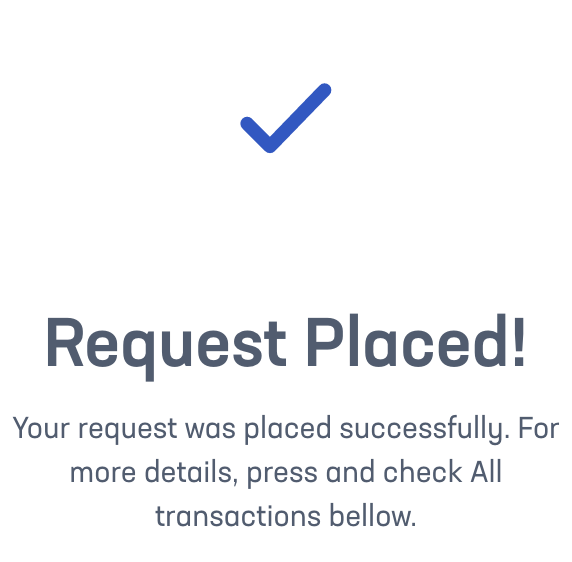 Request Placed!
Your request was placed successfully. For
more details, press and check All
transactions bellow.